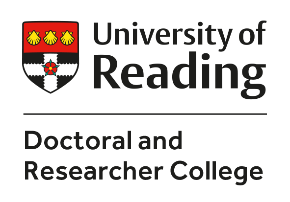 University of
Reading
Doctoral and
Researcher College